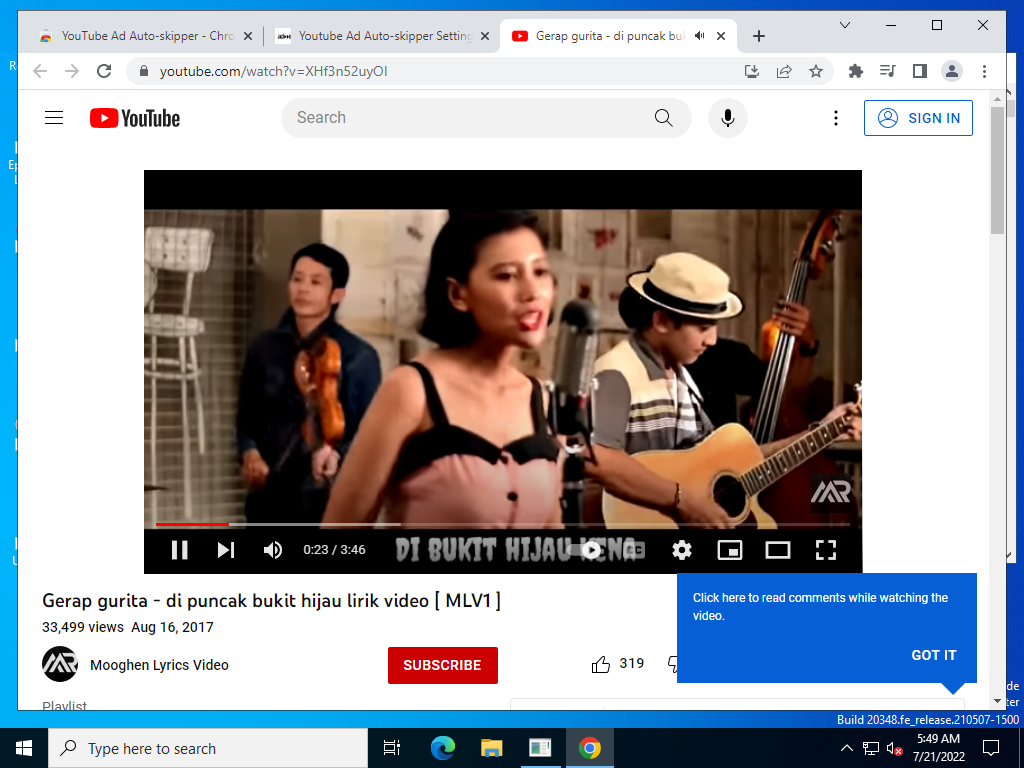 YouTube Ad Auto-skipper - Chro
Youtube Ad Auto-skipper Setting
Gerap gurita - di puncak buk
youtube.com/watch?v=XHf3n52uyOI
YouTube
Search
SIGN IN
MR
0:23 / 3:46
DI BUKIT HIJAU KENA
Gerap gurita - di puncak bukit hijau lirik video [ MLV1 ]
33,499 views Aug 16, 2017
Mooghen Lyrics Video
SUBSCRIBE
319
Click here to read comments while watching the
video.
GOT IT
Playlist
Build 20348.fe_release.210507-1500
Type here to search
5:49 AM
7/21/2022